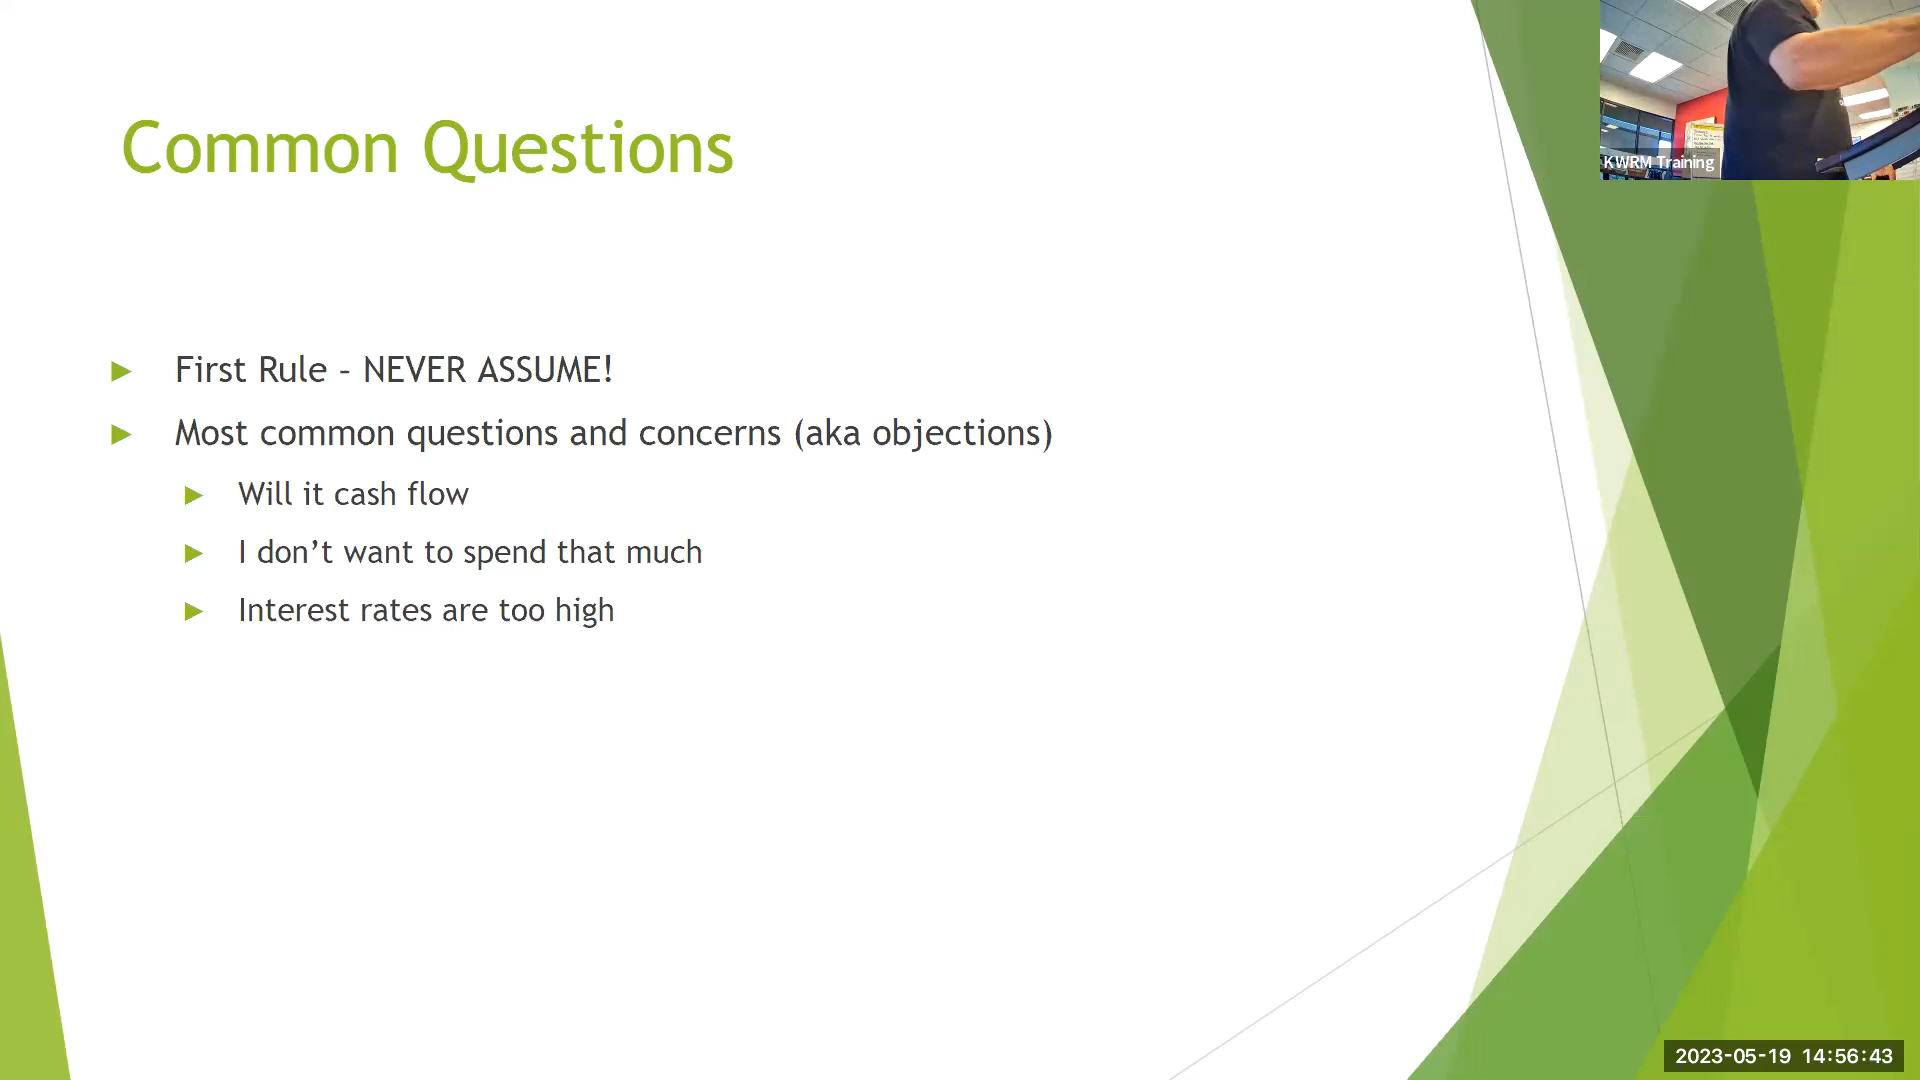 Common Questions
First Rule – NEVER ASSUME!
Most common questions and concerns (aka objections)
Will it cash flow
I don’t want to spend that much
Interest rates are too high
KWRM Training
2023-05-19 14:56:43